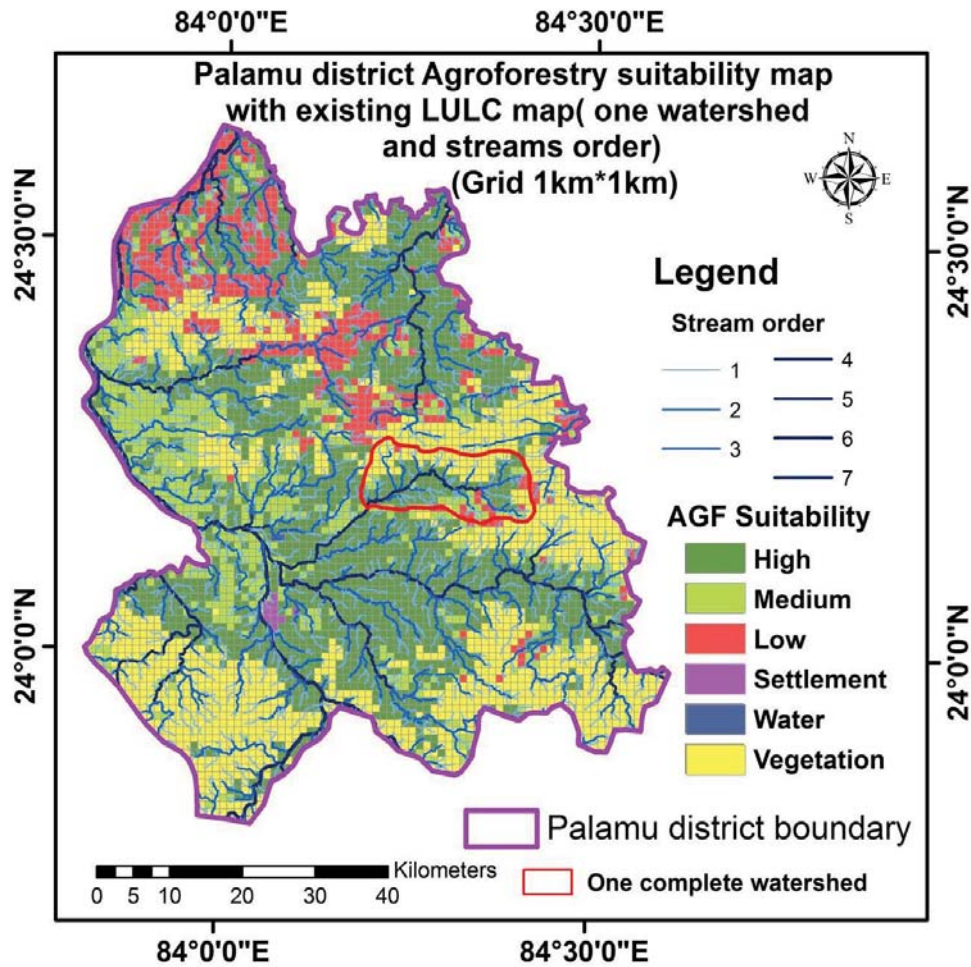 84°0'0"E 84°30'0"E
Palamu district Agroforestry suitability map
with existing LULC map( one watershed
and streams order)
(Grid 1km*1km)
N
W E
S
24°30'0"N 24°30'0"N
Legend
Stream order
1 4
2 5
3 6
7
AGF Suitability
High
Medium
Low
Settlement
Water
Vegetation
24°0'0"N 24°0'0"N
Palamu district boundary
Kilometers
0 5 10 20 30 40
One complete watershed
84°0'0"E 84°30'0"E